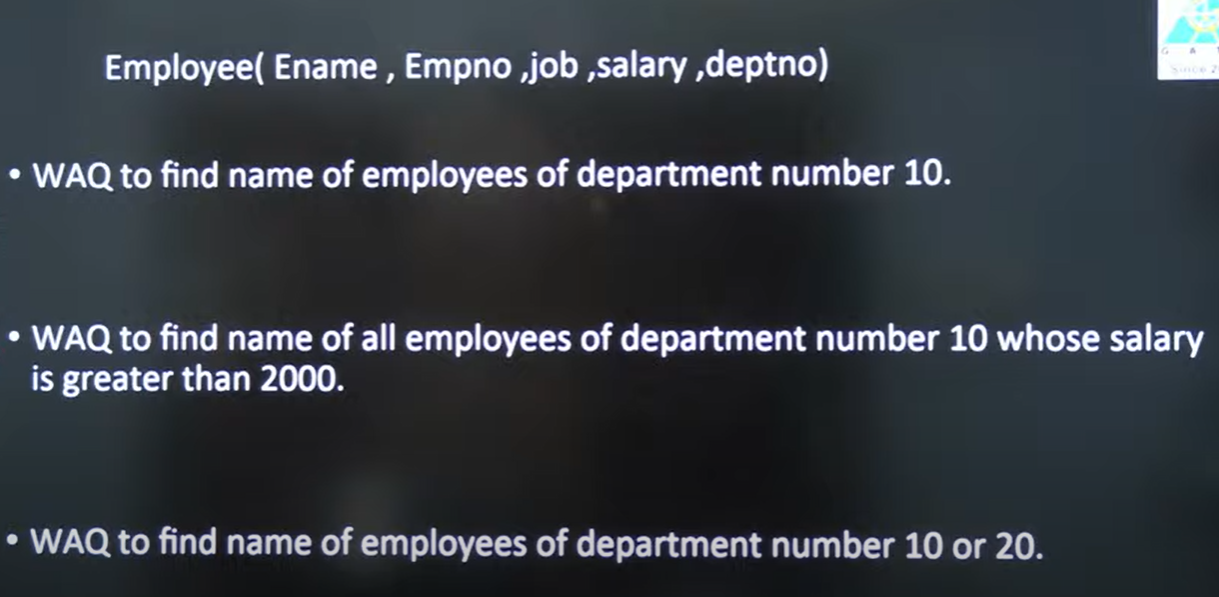 Employee( Ename , Empno ,job ,salary ,deptno)
• WAQ to find name of employees of department number 10.
• WAQ to find name of all employees of department number 10 whose salary
is greater than 2000.
• WAQ to find name of employees of department number 10 or 20.
G A